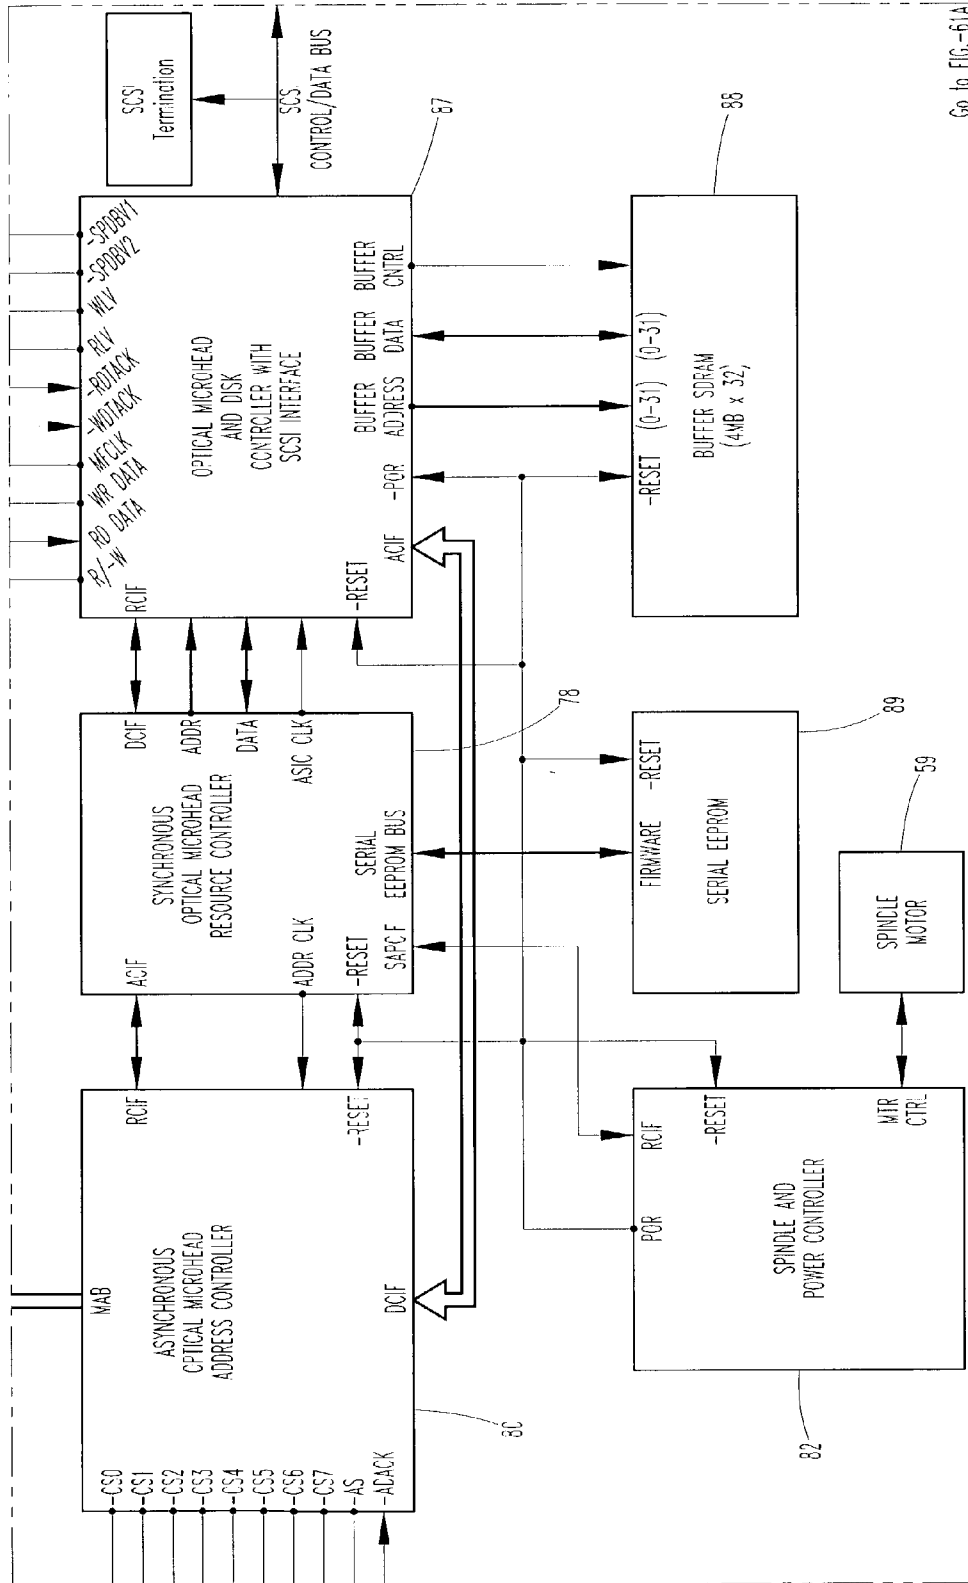 -CS0
-CS1
-CS2
-CS3
-CS4
-CS5
-CS6
-CS7
-AS
-ADACK
MAB
ASYNCHRONOUS
OPTICAL MICROHEAD
ADDRESS CONTROLLER
RCIF
-RESET
DCIF
80
ACIF
SYNCHRONOUS
OPTICAL MICROHEAD
RESOURCE CONTROLLER
ADDR CLK
-RESET
SAPC F
SERIAL
EEPROM BUS
DCIF
ADDR
DATA
ASIC CLK
78
R/-W
RD DATA
WR DATA
MFCLK
-WDTACK
-RDTACK
RLV
WLV
-SPDBV2
-SPDBV1
RCIF
OPTICAL MICROHEAD
AND DISK
CONTROLLER WITH
SCSI INTERFACE
-RESET
ACIF
-POR
BUFFER
ADDRESS
BUFFER
DATA
BUFFER
CNTRL
87
SCSI
Termination
SCS
CONTROL/DATA BUS
POR
RCIF
-RESET
SPINDLE AND
POWER CONTROLLER
MTR
CTRL
82
FIRMWARE
-RESET
SERIAL EEPROM
89
SPINDLE
MOTOR
59
-RESET
(0-31)
(0-31)
BUFFER SDRAM
(4MB x 32)
88
Go to FIG.-61A